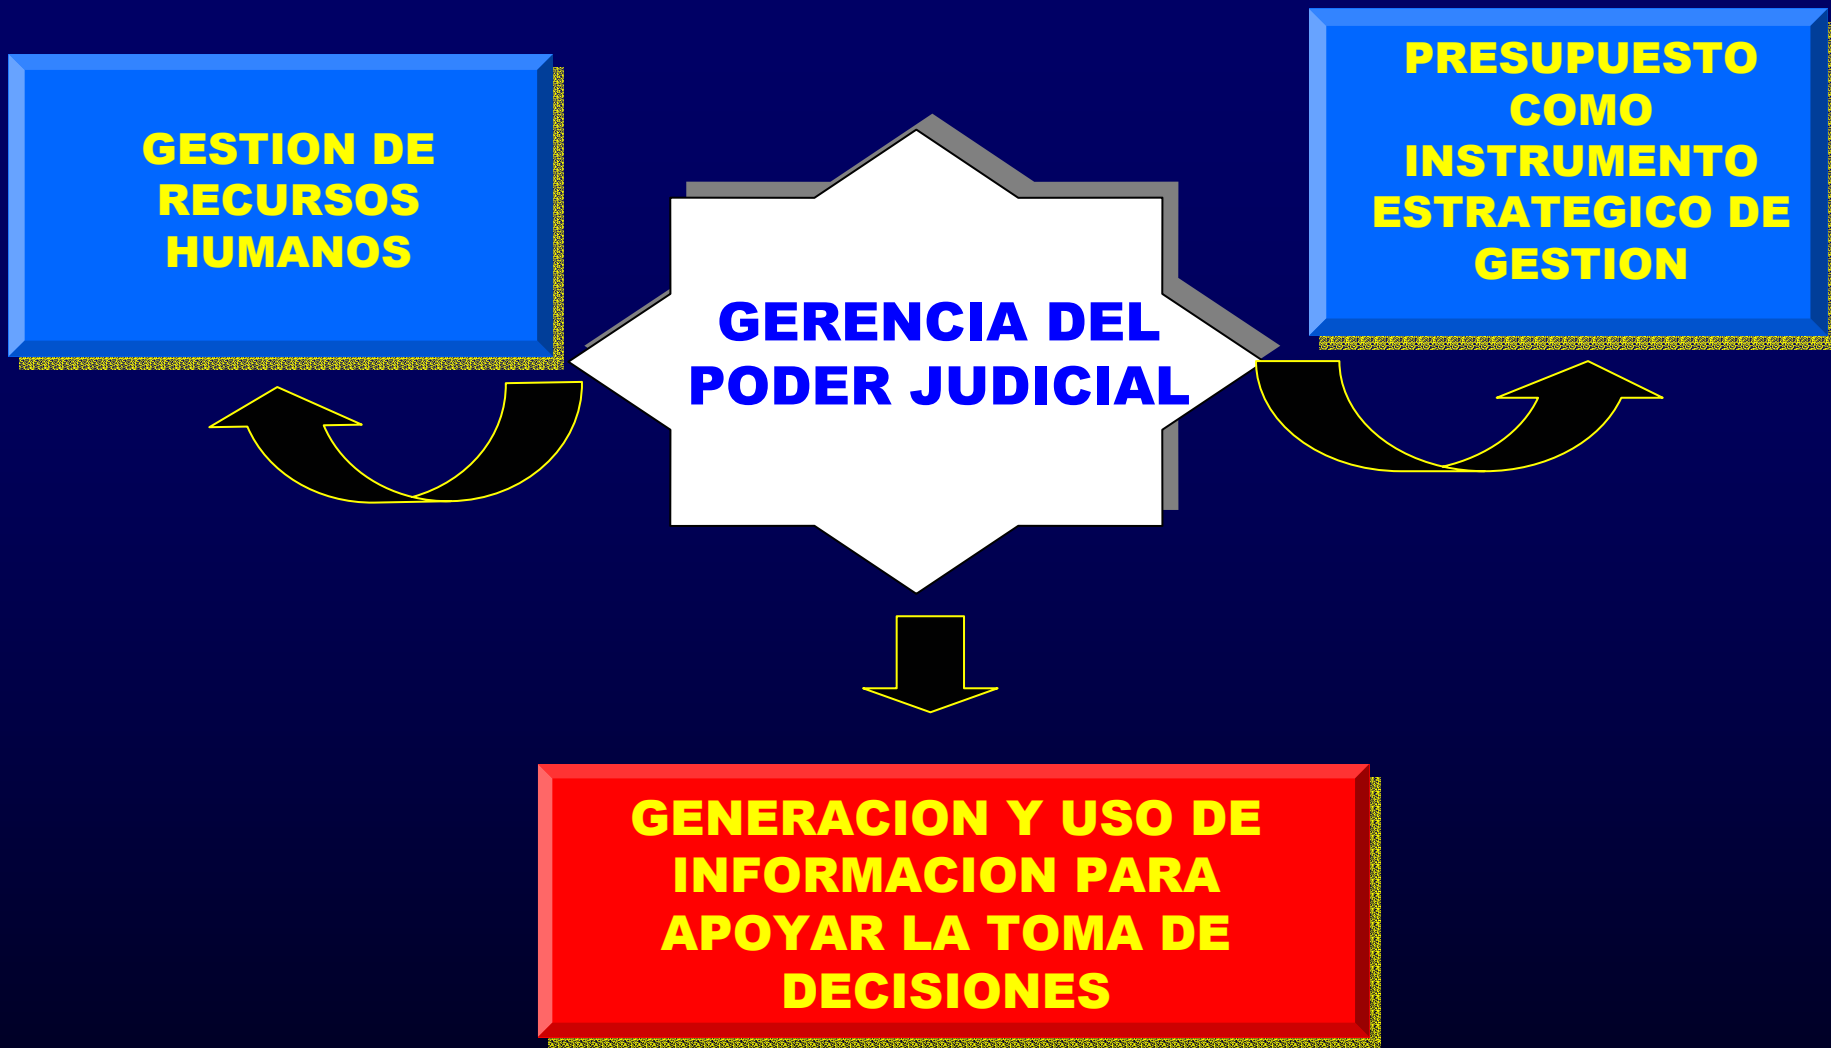 GESTION DE
RECURSOS
HUMANOS
PRESUPUESTO
COMO
INSTRUMENTO
ESTRATEGICO DE
GESTION
GERENCIA DEL
PODER JUDICIAL
GENERACION Y USO DE
INFORMACION PARA
APOYAR LA TOMA DE
DECISIONES